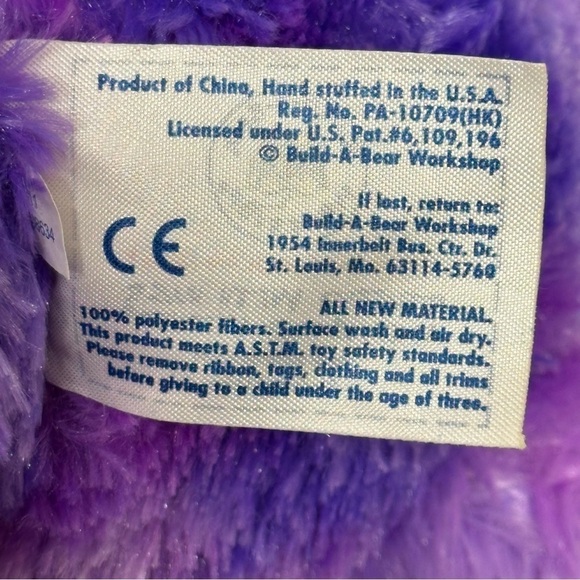 Product of China, Hand stuffed in the U.S.A.
Reg. No. PA-10709(HK)
Licensed under U.S. Pat.#6,109,196
© Build-A-Bear Workshop
If lost, return to:
Build-A-Bear Workshop
1954 Innerbelt Bus. Ctr. Dr.
St. Louis, Mo. 63114-5760
CE
ALL NEW MATERIAL.
100% polyester fibers. Surface wash and air dry.
This product meets A.S.T.M. toy safety standards.
Please remove ribbon, tags, clothing and all trims
before giving to a child under the age of three.